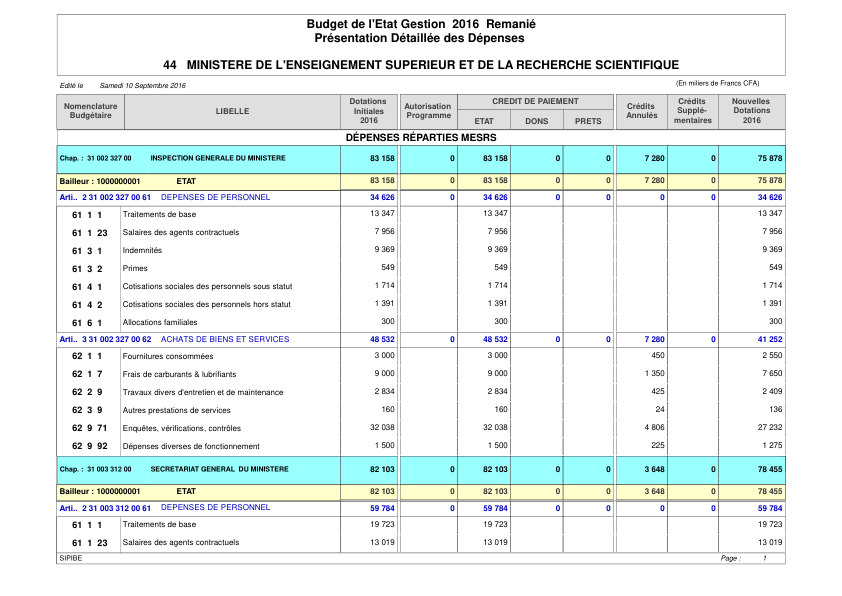 Budget de l'Etat Gestion 2016 Remanié
Présentation Détaillée des Dépenses
44 MINISTERE DE L'ENSEIGNEMENT SUPERIEUR ET DE LA RECHERCHE SCIENTIFIQUE
Edité le Samedi 10 Septembre 2016 (En milliers de Francs CFA)
Nomenclature Budgétaire LIBELLE Dotations Initiales 2016 Autorisation Programme CREDIT DE PAIEMENT ETAT DONS PRETS Crédits Annulés Crédits Supplé-mentaires Nouvelles Dotations 2016
DÉPENSES RÉPARTIES MESRS
Chap. : 31 002 327 00 INSPECTION GENERALE DU MINISTERE 83 158 0 83 158 0 0 7 280 0 75 878
Bailleur : 1000000001 ETAT 83 158 0 83 158 0 0 7 280 0 75 878
Arti.. 2 31 002 327 00 61 DEPENSES DE PERSONNEL 34 626 0 34 626 0 0 0 0 34 626
61 1 1 Traitements de base 13 347 13 347 13 347
61 1 23 Salaires des agents contractuels 7 956 7 956 7 956
61 3 1 Indemnités 9 369 9 369 9 369
61 3 2 Primes 549 549 549
61 4 1 Cotisations sociales des personnels sous statut 1 714 1 714 1 714
61 4 2 Cotisations sociales des personnels hors statut 1 391 1 391 1 391
61 6 1 Allocations familiales 300 300 300
Arti.. 3 31 002 327 00 62 ACHATS DE BIENS ET SERVICES 48 532 0 48 532 0 0 7 280 0 41 252
62 1 1 Fournitures consommées 3 000 3 000 450 2 550
62 1 7 Frais de carburants & lubrifiants 9 000 9 000 1 350 7 650
62 2 9 Travaux divers d'entretien et de maintenance 2 834 2 834 425 2 409
62 3 9 Autres prestations de services 160 160 24 136
62 9 71 Enquêtes, vérifications, contrôles 32 038 32 038 4 806 27 232
62 9 92 Dépenses diverses de fonctionnement 1 500 1 500 225 1 275
Chap. : 31 003 312 00 SECRETARIAT GENERAL DU MINISTERE 82 103 0 82 103 0 0 3 648 0 78 455
Bailleur : 1000000001 ETAT 82 103 0 82 103 0 0 3 648 0 78 455
Arti.. 2 31 003 312 00 61 DEPENSES DE PERSONNEL 59 784 0 59 784 0 0 0 0 59 784
61 1 1 Traitements de base 19 723 19 723 19 723
61 1 23 Salaires des agents contractuels 13 019 13 019 13 019
SIPIBE Page : 1